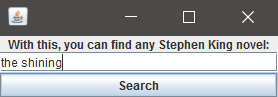 With this, you can find any Stephen King novel:
the shining
Search